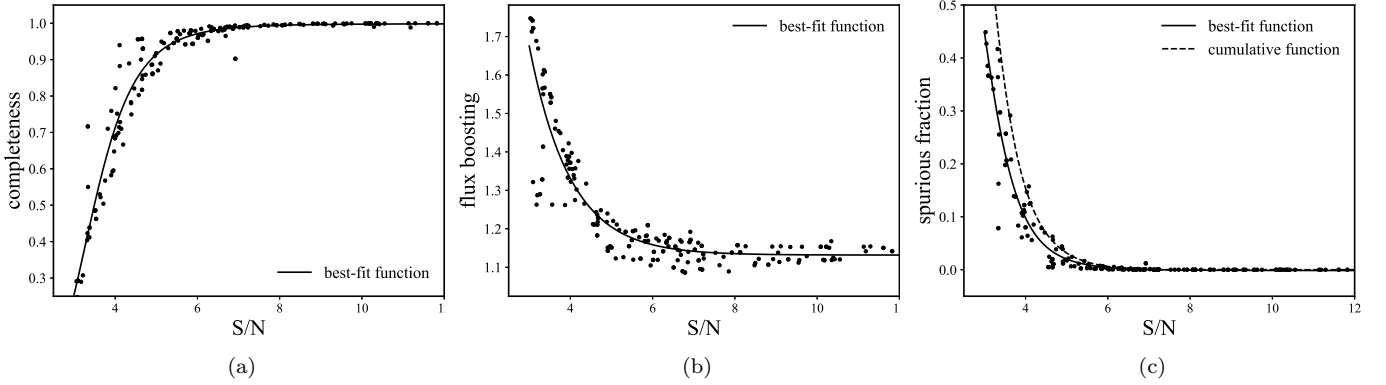 completeness
1.0
0.9
0.8
0.7
0.6
0.5
0.4
0.3
best-fit function
4 6 8 10 1
S/N
(a)
flux boosting
1.7
1.6
1.5
1.4
1.3
1.2
1.1
best-fit function
4 6 8 10 1
S/N
(b)
spurious fraction
0.5
0.4
0.3
0.2
0.1
0.0
best-fit function
cumulative function
4 6 8 10 12
S/N
(c)